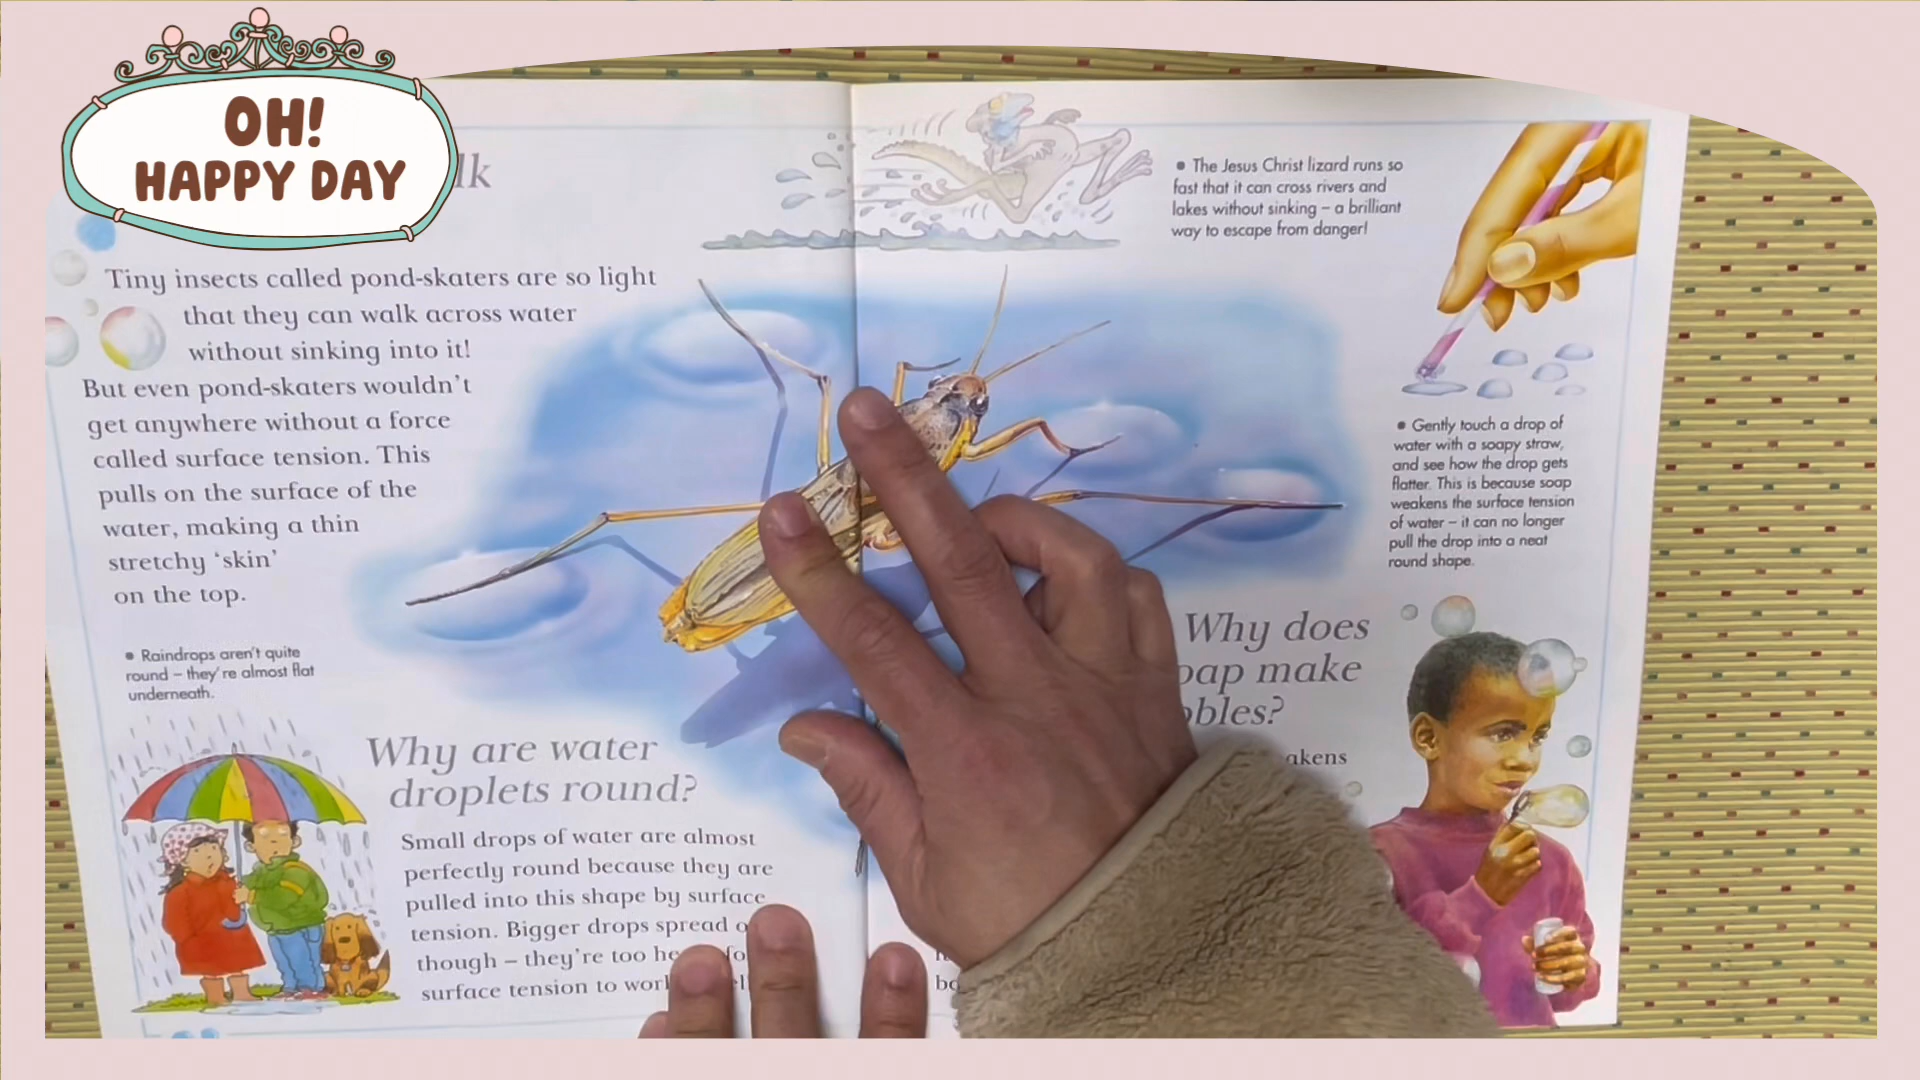 OH!
HAPPY DAY
lk
Tiny insects called pond-skaters are so light
that they can walk across water
without sinking into it!
But even pond-skaters wouldn't
get anywhere without a force
called surface tension. This
pulls on the surface of the
water, making a thin
stretchy 'skin'
on the top.
• Raindrops aren't quite
round – they're almost flat
underneath.
Why are water
droplets round?
Small drops of water are almost
perfectly round because they are
pulled into this shape by surface
tension. Bigger drops spread
though – they're too
surface tension to
• The Jesus Christ lizard runs so
fast that it can cross rivers and
lakes without sinking – a brilliant
way to escape from danger!
• Gently touch a drop of
water with a soapy straw,
and see how the drop gets
flatter. This is because soap
weakens the surface tension
of water – it can no longer
pull the drop into a neat
round shape.
Why does
oap make
bbles?
akens